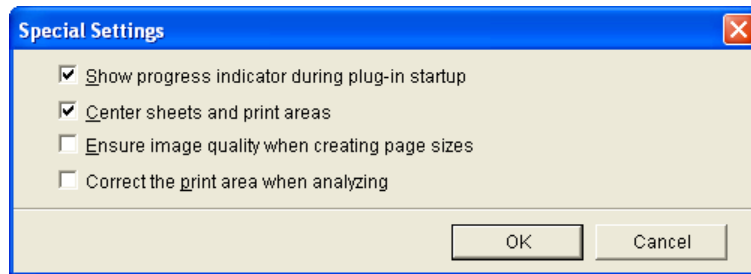 Special Settings
Show progress indicator during plug-in startup
Center sheets and print areas
Ensure image quality when creating page sizes
Correct the print area when analyzing
OK Cancel